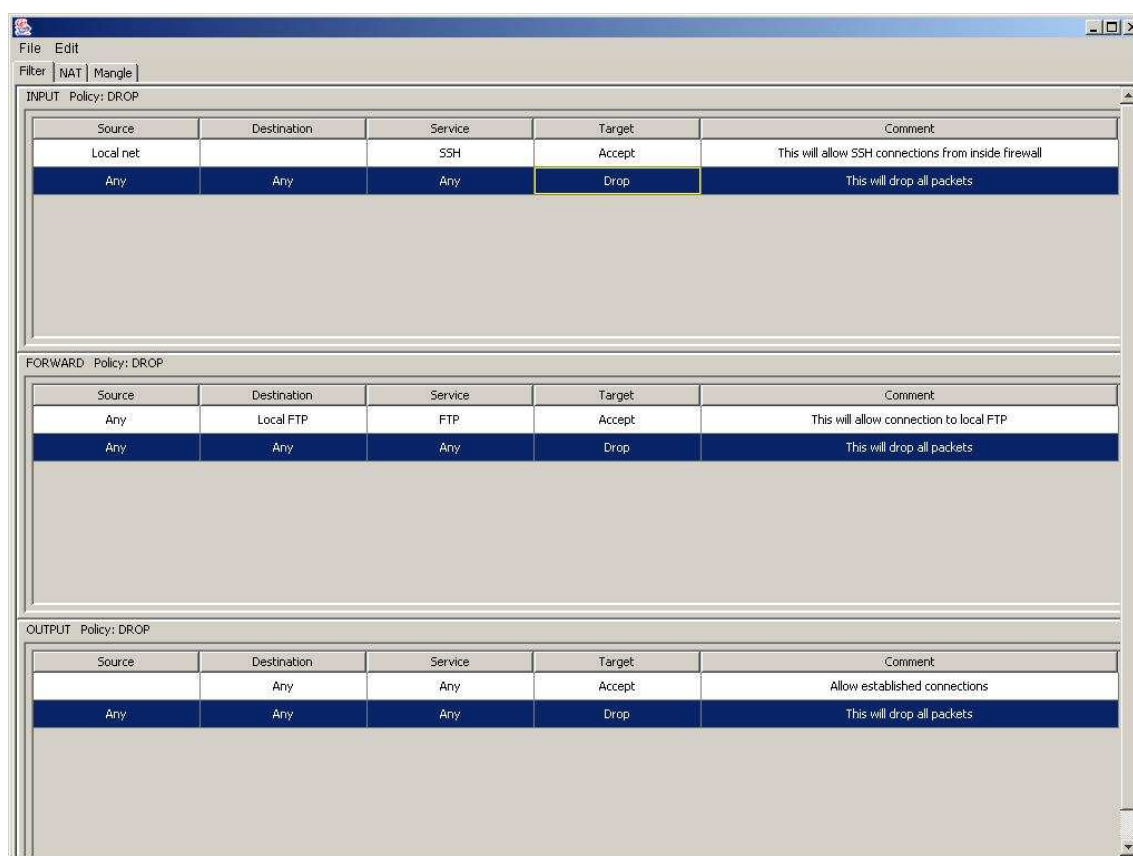 File Edit
Filter NAT Mangle
INPUT Policy: DROP
Source Destination Service Target Comment
Local net SSH Accept This will allow SSH connections from inside firewall
Any Any Any Drop This will drop all packets
FORWARD Policy: DROP
Source Destination Service Target Comment
Any Local FTP FTP Accept This will allow connection to local FTP
Any Any Any Drop This will drop all packets
OUTPUT Policy: DROP
Source Destination Service Target Comment
Any Any Accept Allow established connections
Any Any Any Drop This will drop all packets